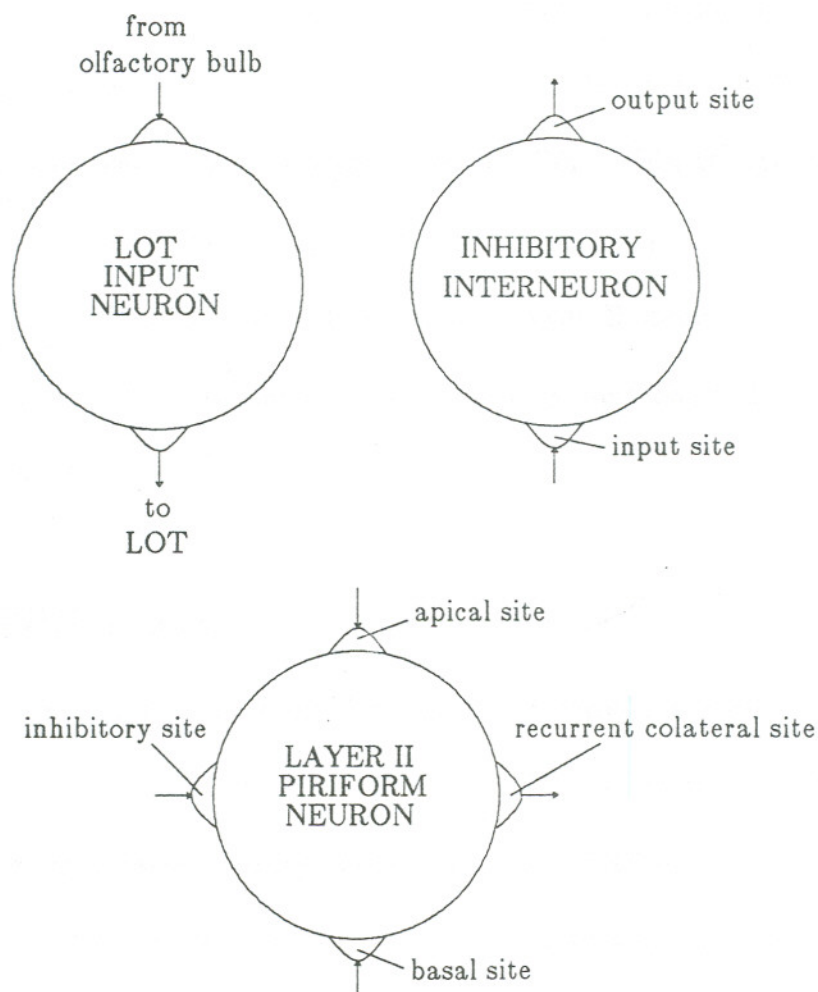 from
olfactory bulb
LOT
INPUT
NEURON
to
LOT
output site
INHIBITORY
INTERNEURON
input site
apical site
inhibitory site
recurrent colateral site
LAYER II
PIRIFORM
NEURON
basal site